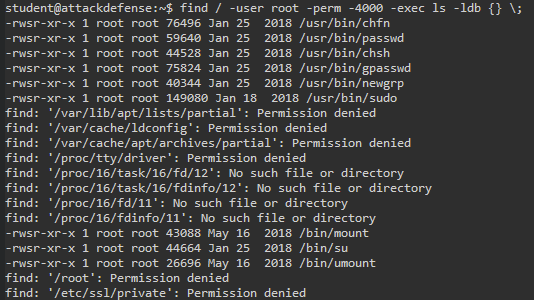 student@attackdefense:~$ find / -user root -perm -4000 -exec ls -ldb {} \;
-rwsr-xr-x 1 root root 76496 Jan 25  2018 /usr/bin/chfn
-rwsr-xr-x 1 root root 59640 Jan 25  2018 /usr/bin/passwd
-rwsr-xr-x 1 root root 44528 Jan 25  2018 /usr/bin/chsh
-rwsr-xr-x 1 root root 75824 Jan 25  2018 /usr/bin/gpasswd
-rwsr-xr-x 1 root root 40344 Jan 25  2018 /usr/bin/newgrp
-rwsr-xr-x 1 root root 149080 Jan 18  2018 /usr/bin/sudo
find: '/var/lib/apt/lists/partial': Permission denied
find: '/var/cache/ldconfig': Permission denied
find: '/var/cache/apt/archives/partial': Permission denied
find: '/proc/tty/driver': Permission denied
find: '/proc/16/task/16/fd/12': No such file or directory
find: '/proc/16/task/16/fdinfo/12': No such file or directory
find: '/proc/16/fd/11': No such file or directory
find: '/proc/16/fdinfo/11': No such file or directory
-rwsr-xr-x 1 root root 43088 May 16  2018 /bin/mount
-rwsr-xr-x 1 root root 44664 Jan 25  2018 /bin/su
-rwsr-xr-x 1 root root 26696 May 16  2018 /bin/umount
find: '/root': Permission denied
find: '/etc/ssl/private': Permission denied